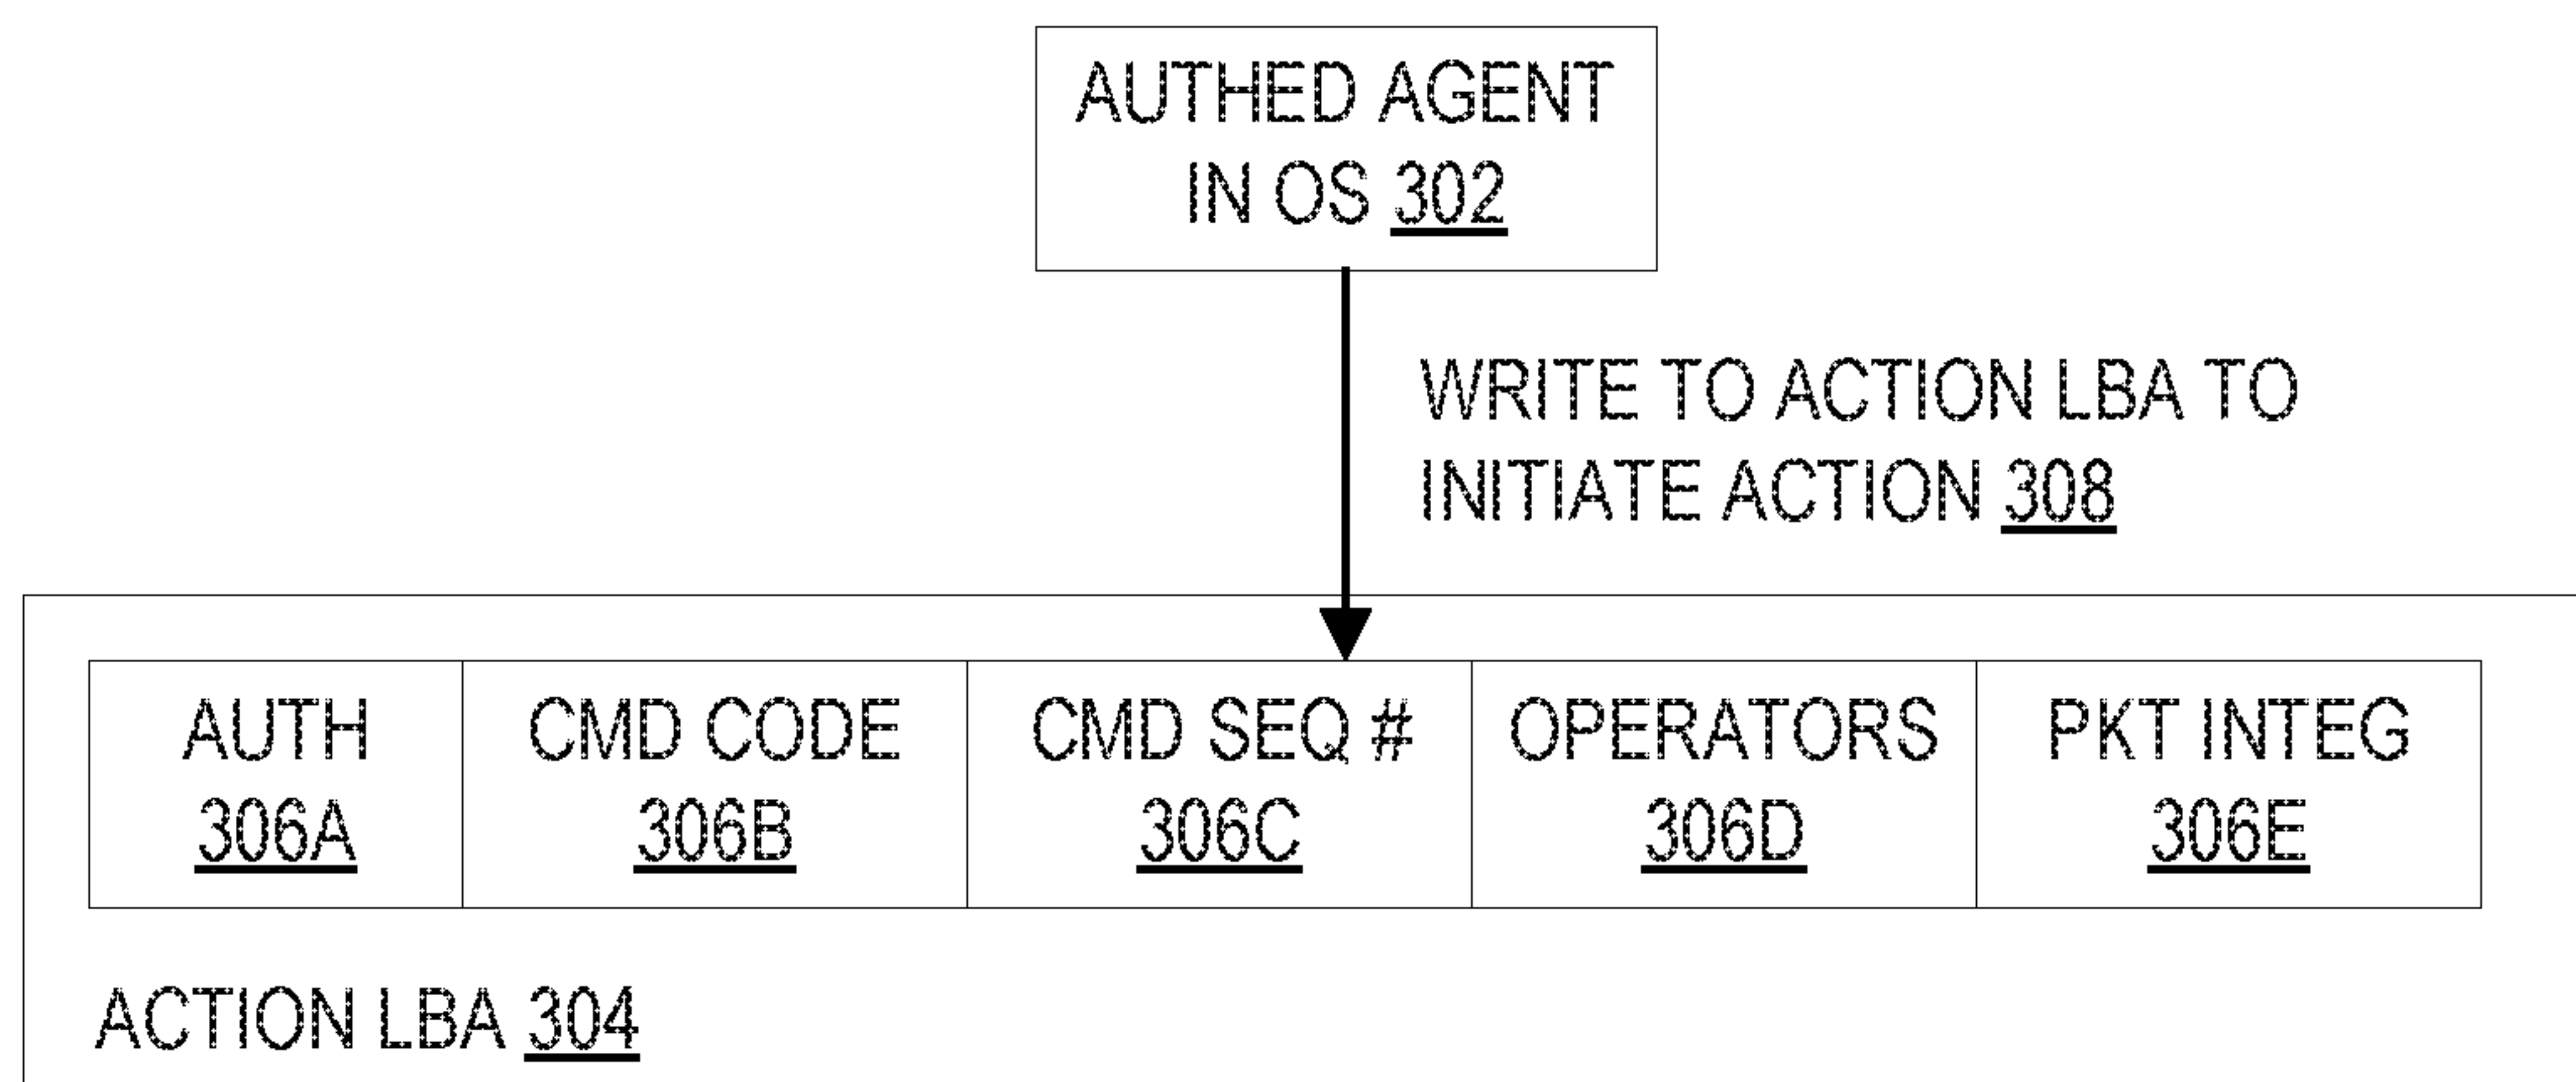 AUTHED AGENT
IN OS 302
WRITE TO ACTION LBA TO
INITIATE ACTION 308
AUTH CMD CODE CMD SEQ # OPERATORS PKT INTEG
306A 306B 306C 306D 306E
ACTION LBA 304